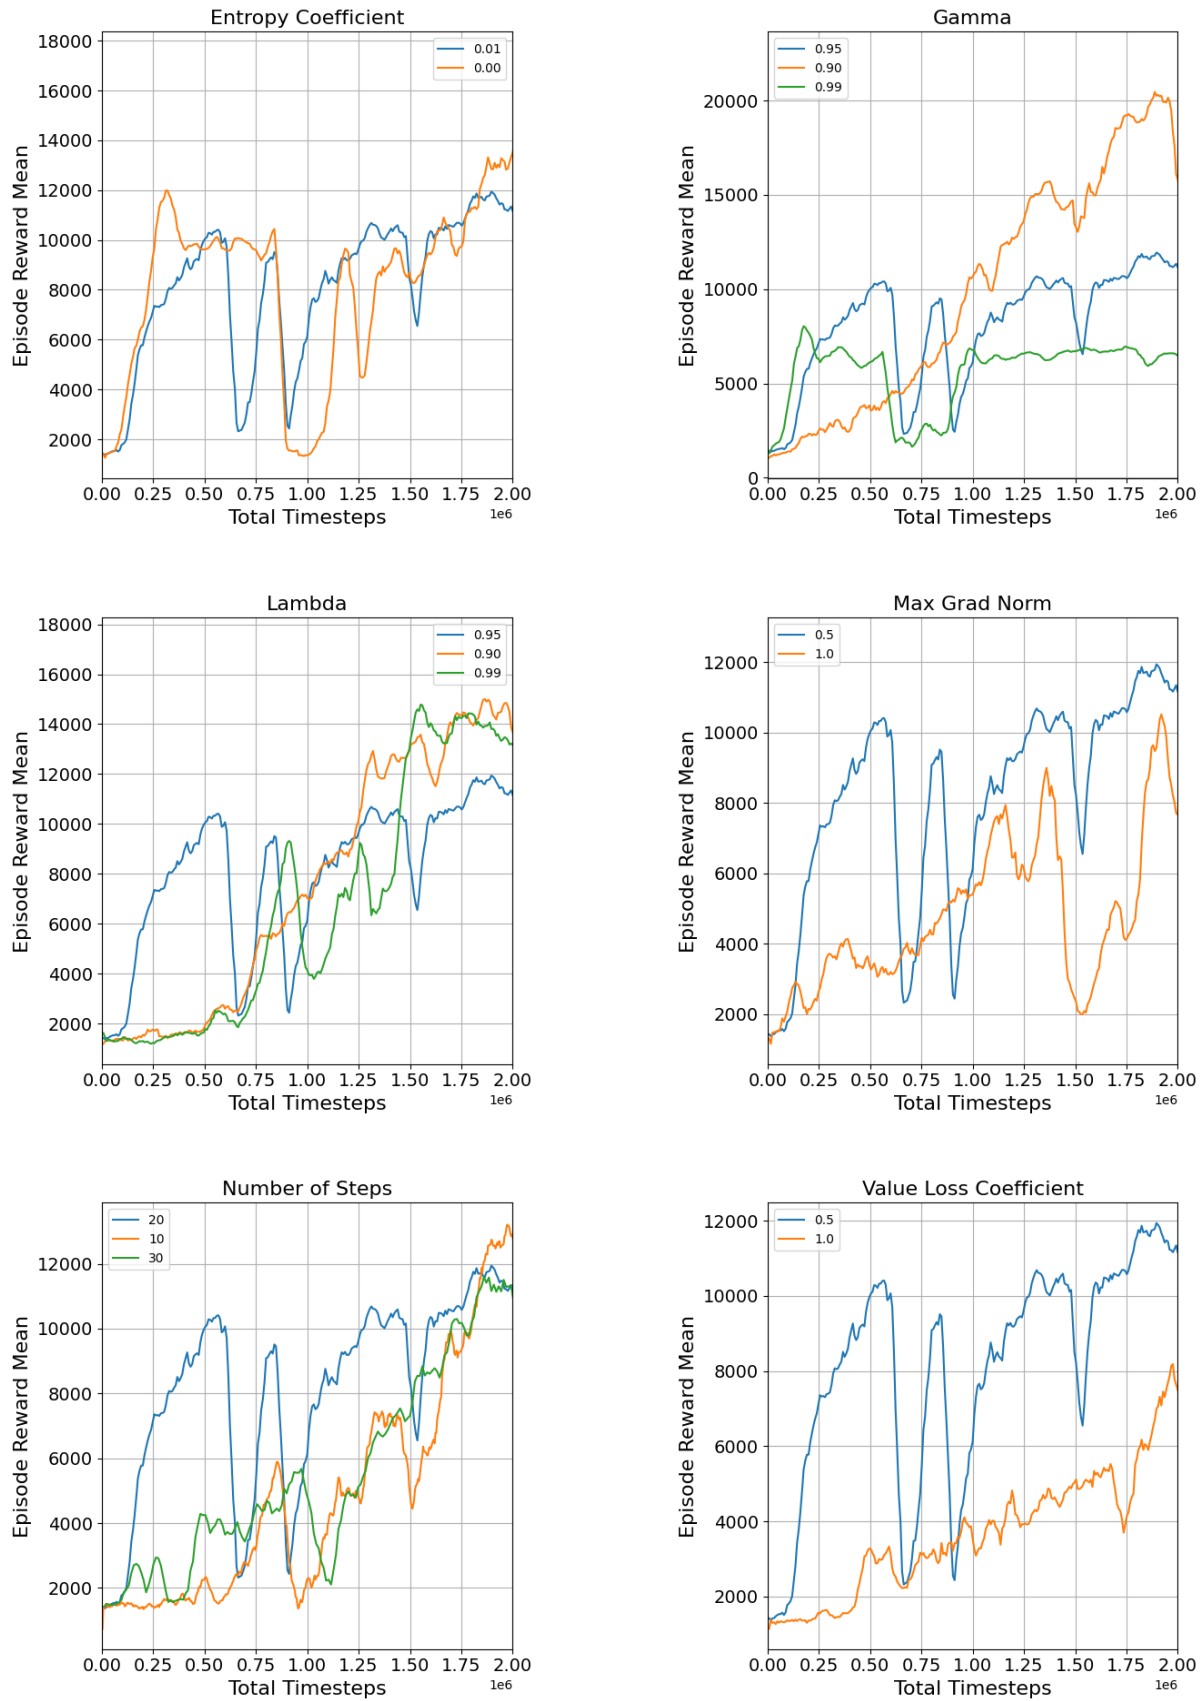 Entropy Coefficient
Episode Reward Mean
18000
16000
14000
12000
10000
8000
6000
4000
2000
0.01
0.00
0.00 0.25 0.50 0.75 1.00 1.25 1.50 1.75 2.00
Total Timesteps
1e6
Gamma
Episode Reward Mean
20000
15000
10000
5000
0
0.95
0.90
0.99
0.00 0.25 0.50 0.75 1.00 1.25 1.50 1.75 2.00
Total Timesteps
1e6
Lambda
Episode Reward Mean
18000
16000
14000
12000
10000
8000
6000
4000
2000
0.95
0.90
0.99
0.00 0.25 0.50 0.75 1.00 1.25 1.50 1.75 2.00
Total Timesteps
1e6
Max Grad Norm
Episode Reward Mean
12000
10000
8000
6000
4000
2000
0.5
1.0
0.00 0.25 0.50 0.75 1.00 1.25 1.50 1.75 2.00
Total Timesteps
1e6
Number of Steps
Episode Reward Mean
12000
10000
8000
6000
4000
2000
20
10
30
0.00 0.25 0.50 0.75 1.00 1.25 1.50 1.75 2.00
Total Timesteps
1e6
Value Loss Coefficient
Episode Reward Mean
12000
10000
8000
6000
4000
2000
0.5
1.0
0.00 0.25 0.50 0.75 1.00 1.25 1.50 1.75 2.00
Total Timesteps
1e6